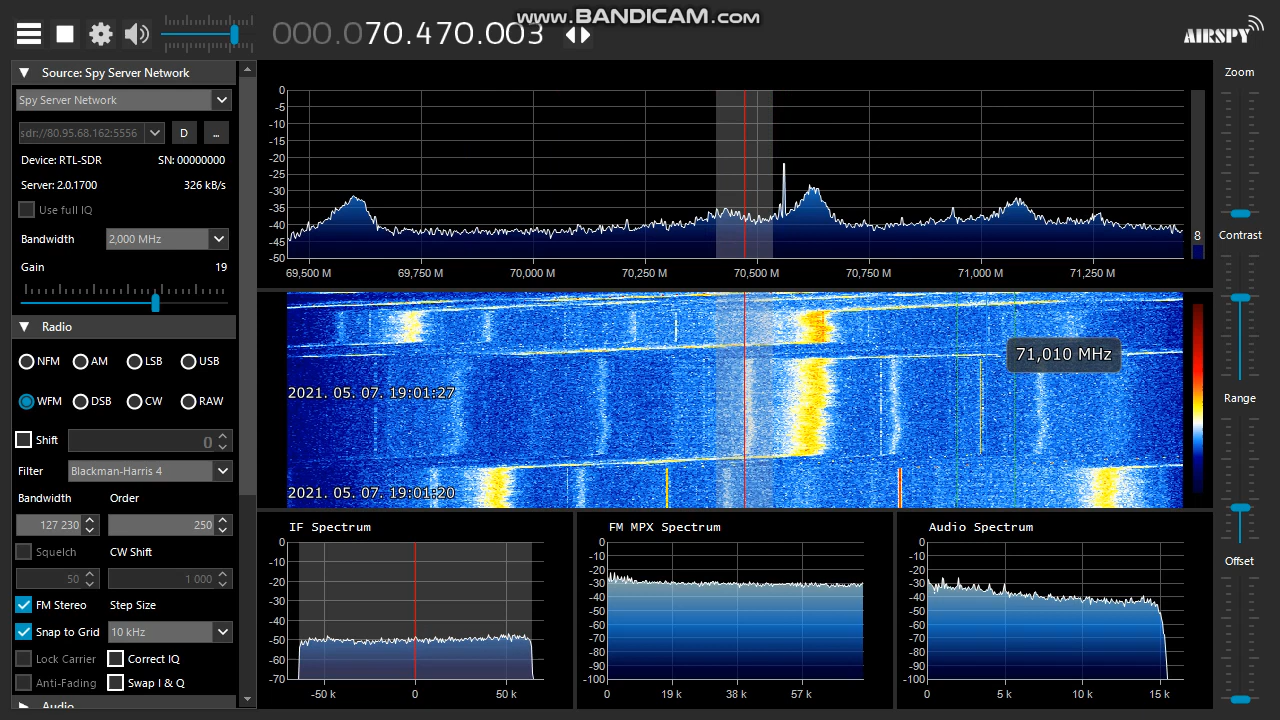 www.BANDICAM.com
000.070.470.003
AIRSPY
Source: Spy Server Network
Spy Server Network
sdr://80.95.68.162:5556
D
...
Device: RTL-SDR
SN: 00000000
Server: 2.0.1700
326 kB/s
Use full IQ
Bandwidth
2,000 MHz
Gain
19
Radio
NFM
AM
LSB
USB
WFM
DSB
CW
RAW
Shift
0
Filter
Blackman-Harris 4
Bandwidth
Order
127 230
250
Squelch
CW Shift
50
1 000
FM Stereo
Step Size
Snap to G
10 kHz
Lock Carri
Correct IQ
Anti-Fadin
Swap I & Q
Audio
0
-5
-10
-15
-20
-25
-30
-35
-40
-45
-50
69,500 M
69,750 M
70,000 M
70,250 M
70,500 M
70,750 M
71,000 M
71,250 M
8
71,010 MHz
2021. 05. 07. 19:01:27
2021. 05. 07. 19:01:20
IF Spectrum
0
-10
-20
-30
-40
-50
-60
-70
-50 k
0
50 k
FM MPX Spectrum
0
-10
-20
-30
-40
-50
-60
-70
-80
-90
-100
19 k
38 k
57 k
Audio Spectrum
0
-10
-20
-30
-40
-50
-60
-70
-80
-90
-100
0
5 k
10 k
15 k
Zoom
Contrast
Range
Offset